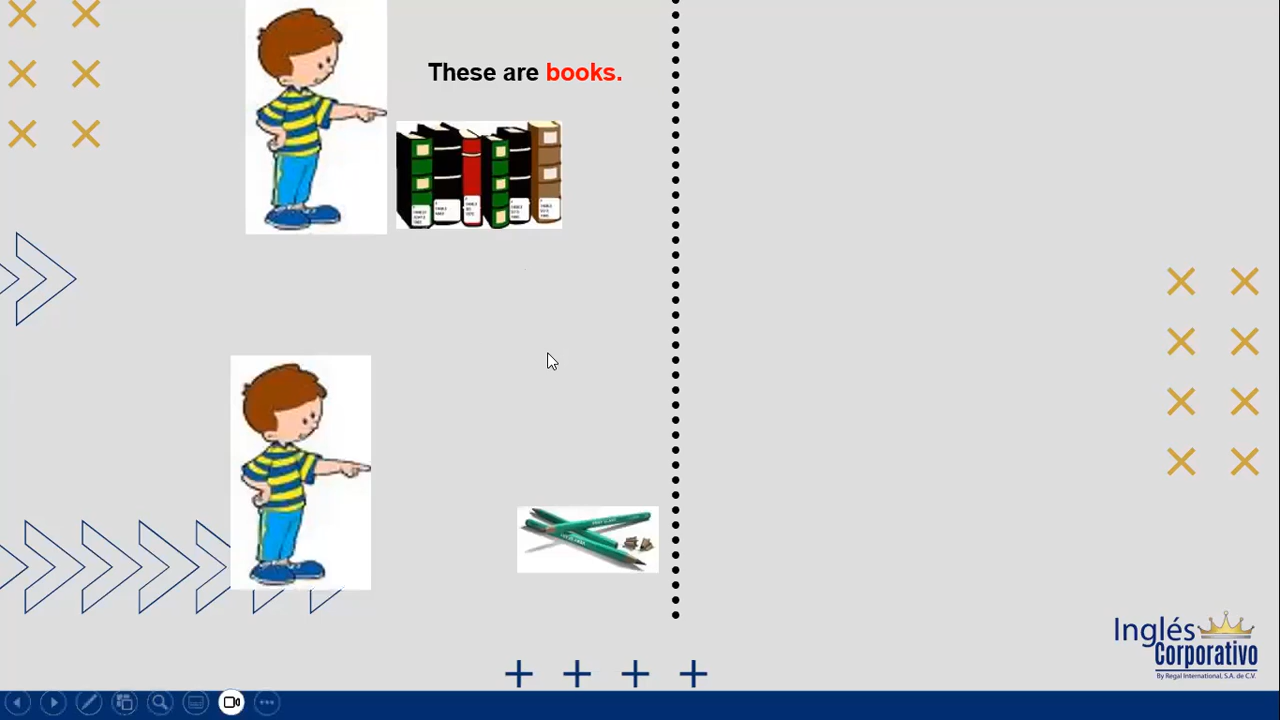 These are books.
Inglés
Corporativo
By Regal International, S.A. de C.V.